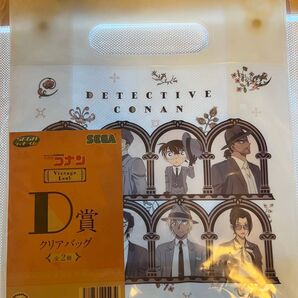 DETECTIVE
CONAN
SEGA
SEGA
コナン
Vintage
Look
D賞
クリアバッグ
全2種